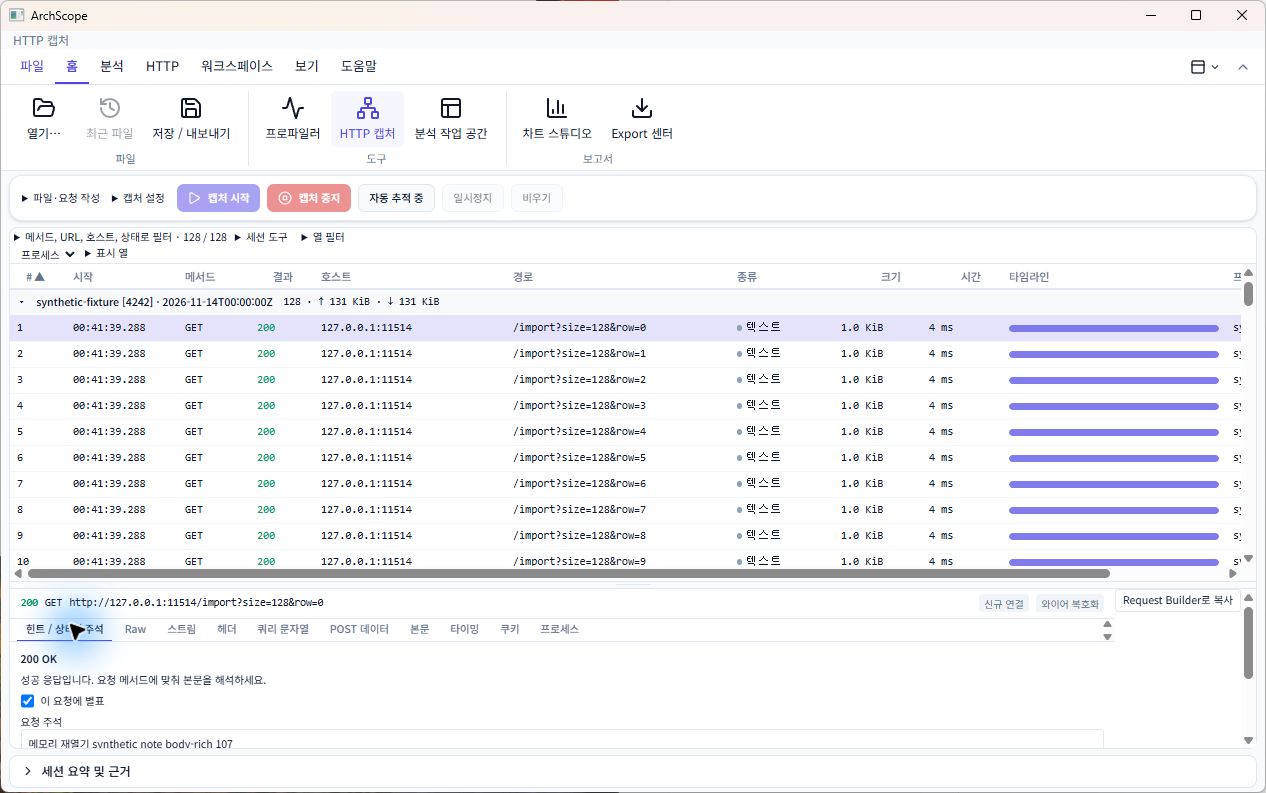 ArchScope
HTTP 캡처
파일 홈 분석 HTTP 워크스페이스 보기 도움말
열기… 최근 파일 저장 / 내보내기 프로파일러 HTTP 캡처 분석 작업 공간 차트 스튜디오 Export 센터
파일 도구 보고서
▶ 파일·요청 작성 ▶ 캡처 설정 캡처 시작 캡처 중지 자동 추적 중 일시정지 비우기
▶ 메서드, URL, 호스트, 상태로 필터 · 128 / 128 ▶ 세션 도구 ▶ 열 필터
프로세스 ▶ 표시 열
# ▲ 시작 메서드 결과 호스트 경로 종류 크기 시간 타임라인
synthetic-fixture [4242] · 2026-11-14T00:00:00Z 128 · ↑ 131 KiB · ↓ 131 KiB
1 00:41:39.288 GET 200 127.0.0.1:11514 /import?size=128&row=0 텍스트 1.0 KiB 4 ms
2 00:41:39.288 GET 200 127.0.0.1:11514 /import?size=128&row=1 텍스트 1.0 KiB 4 ms
3 00:41:39.288 GET 200 127.0.0.1:11514 /import?size=128&row=2 텍스트 1.0 KiB 4 ms
4 00:41:39.288 GET 200 127.0.0.1:11514 /import?size=128&row=3 텍스트 1.0 KiB 4 ms
5 00:41:39.288 GET 200 127.0.0.1:11514 /import?size=128&row=4 텍스트 1.0 KiB 4 ms
6 00:41:39.288 GET 200 127.0.0.1:11514 /import?size=128&row=5 텍스트 1.0 KiB 4 ms
7 00:41:39.288 GET 200 127.0.0.1:11514 /import?size=128&row=6 텍스트 1.0 KiB 4 ms
8 00:41:39.288 GET 200 127.0.0.1:11514 /import?size=128&row=7 텍스트 1.0 KiB 4 ms
9 00:41:39.288 GET 200 127.0.0.1:11514 /import?size=128&row=8 텍스트 1.0 KiB 4 ms
10 00:41:39.288 GET 200 127.0.0.1:11514 /import?size=128&row=9 텍스트 1.0 KiB 4 ms
200 GET http://127.0.0.1:11514/import?size=128&row=0 신규 연결 와이어 복호화 Request Builder로 복사
힌트 / 상태 주석 Raw 스트림 헤더 쿼리 문자열 POST 데이터 본문 타이밍 쿠키 프로세스
200 OK
성공 응답입니다. 요청 메서드에 맞춰 본문을 해석하세요.
이 요청에 별표
요청 주석
메모리 재열기 synthetic note body-rich 107
세션 요약 및 근거